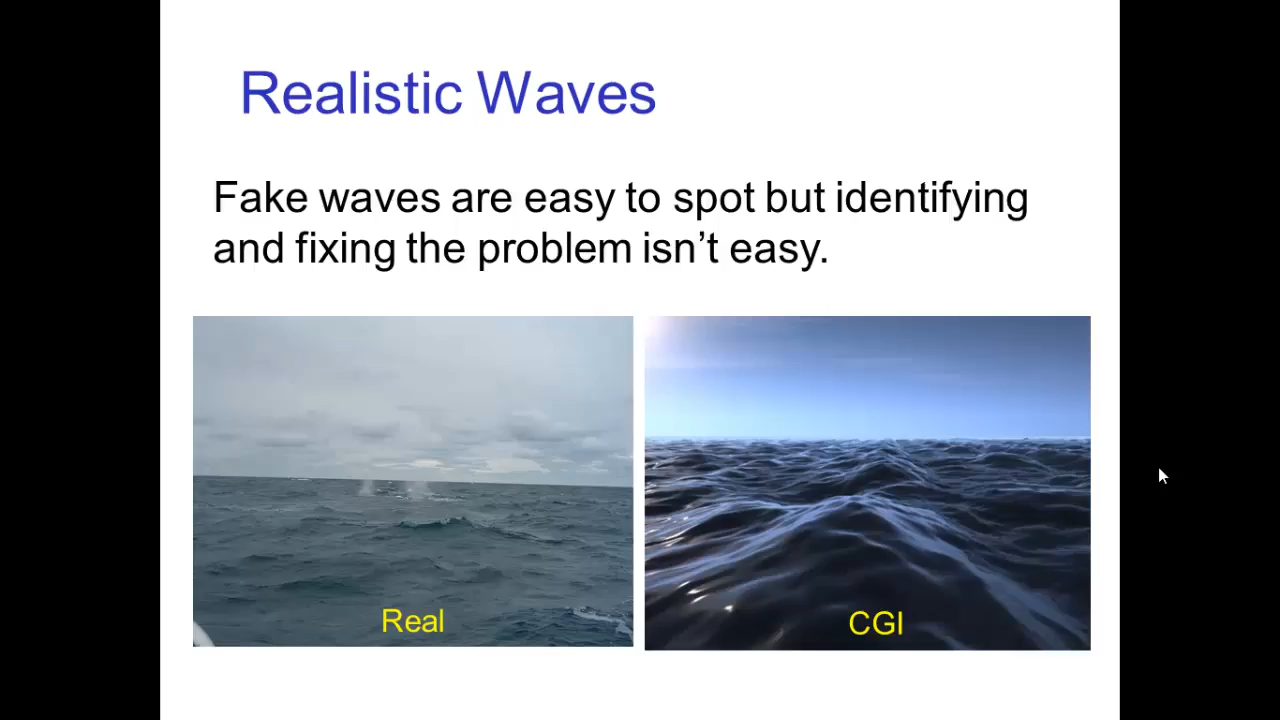 Realistic Waves
Fake waves are easy to spot but identifying
and fixing the problem isn’t easy.
Real
CGI